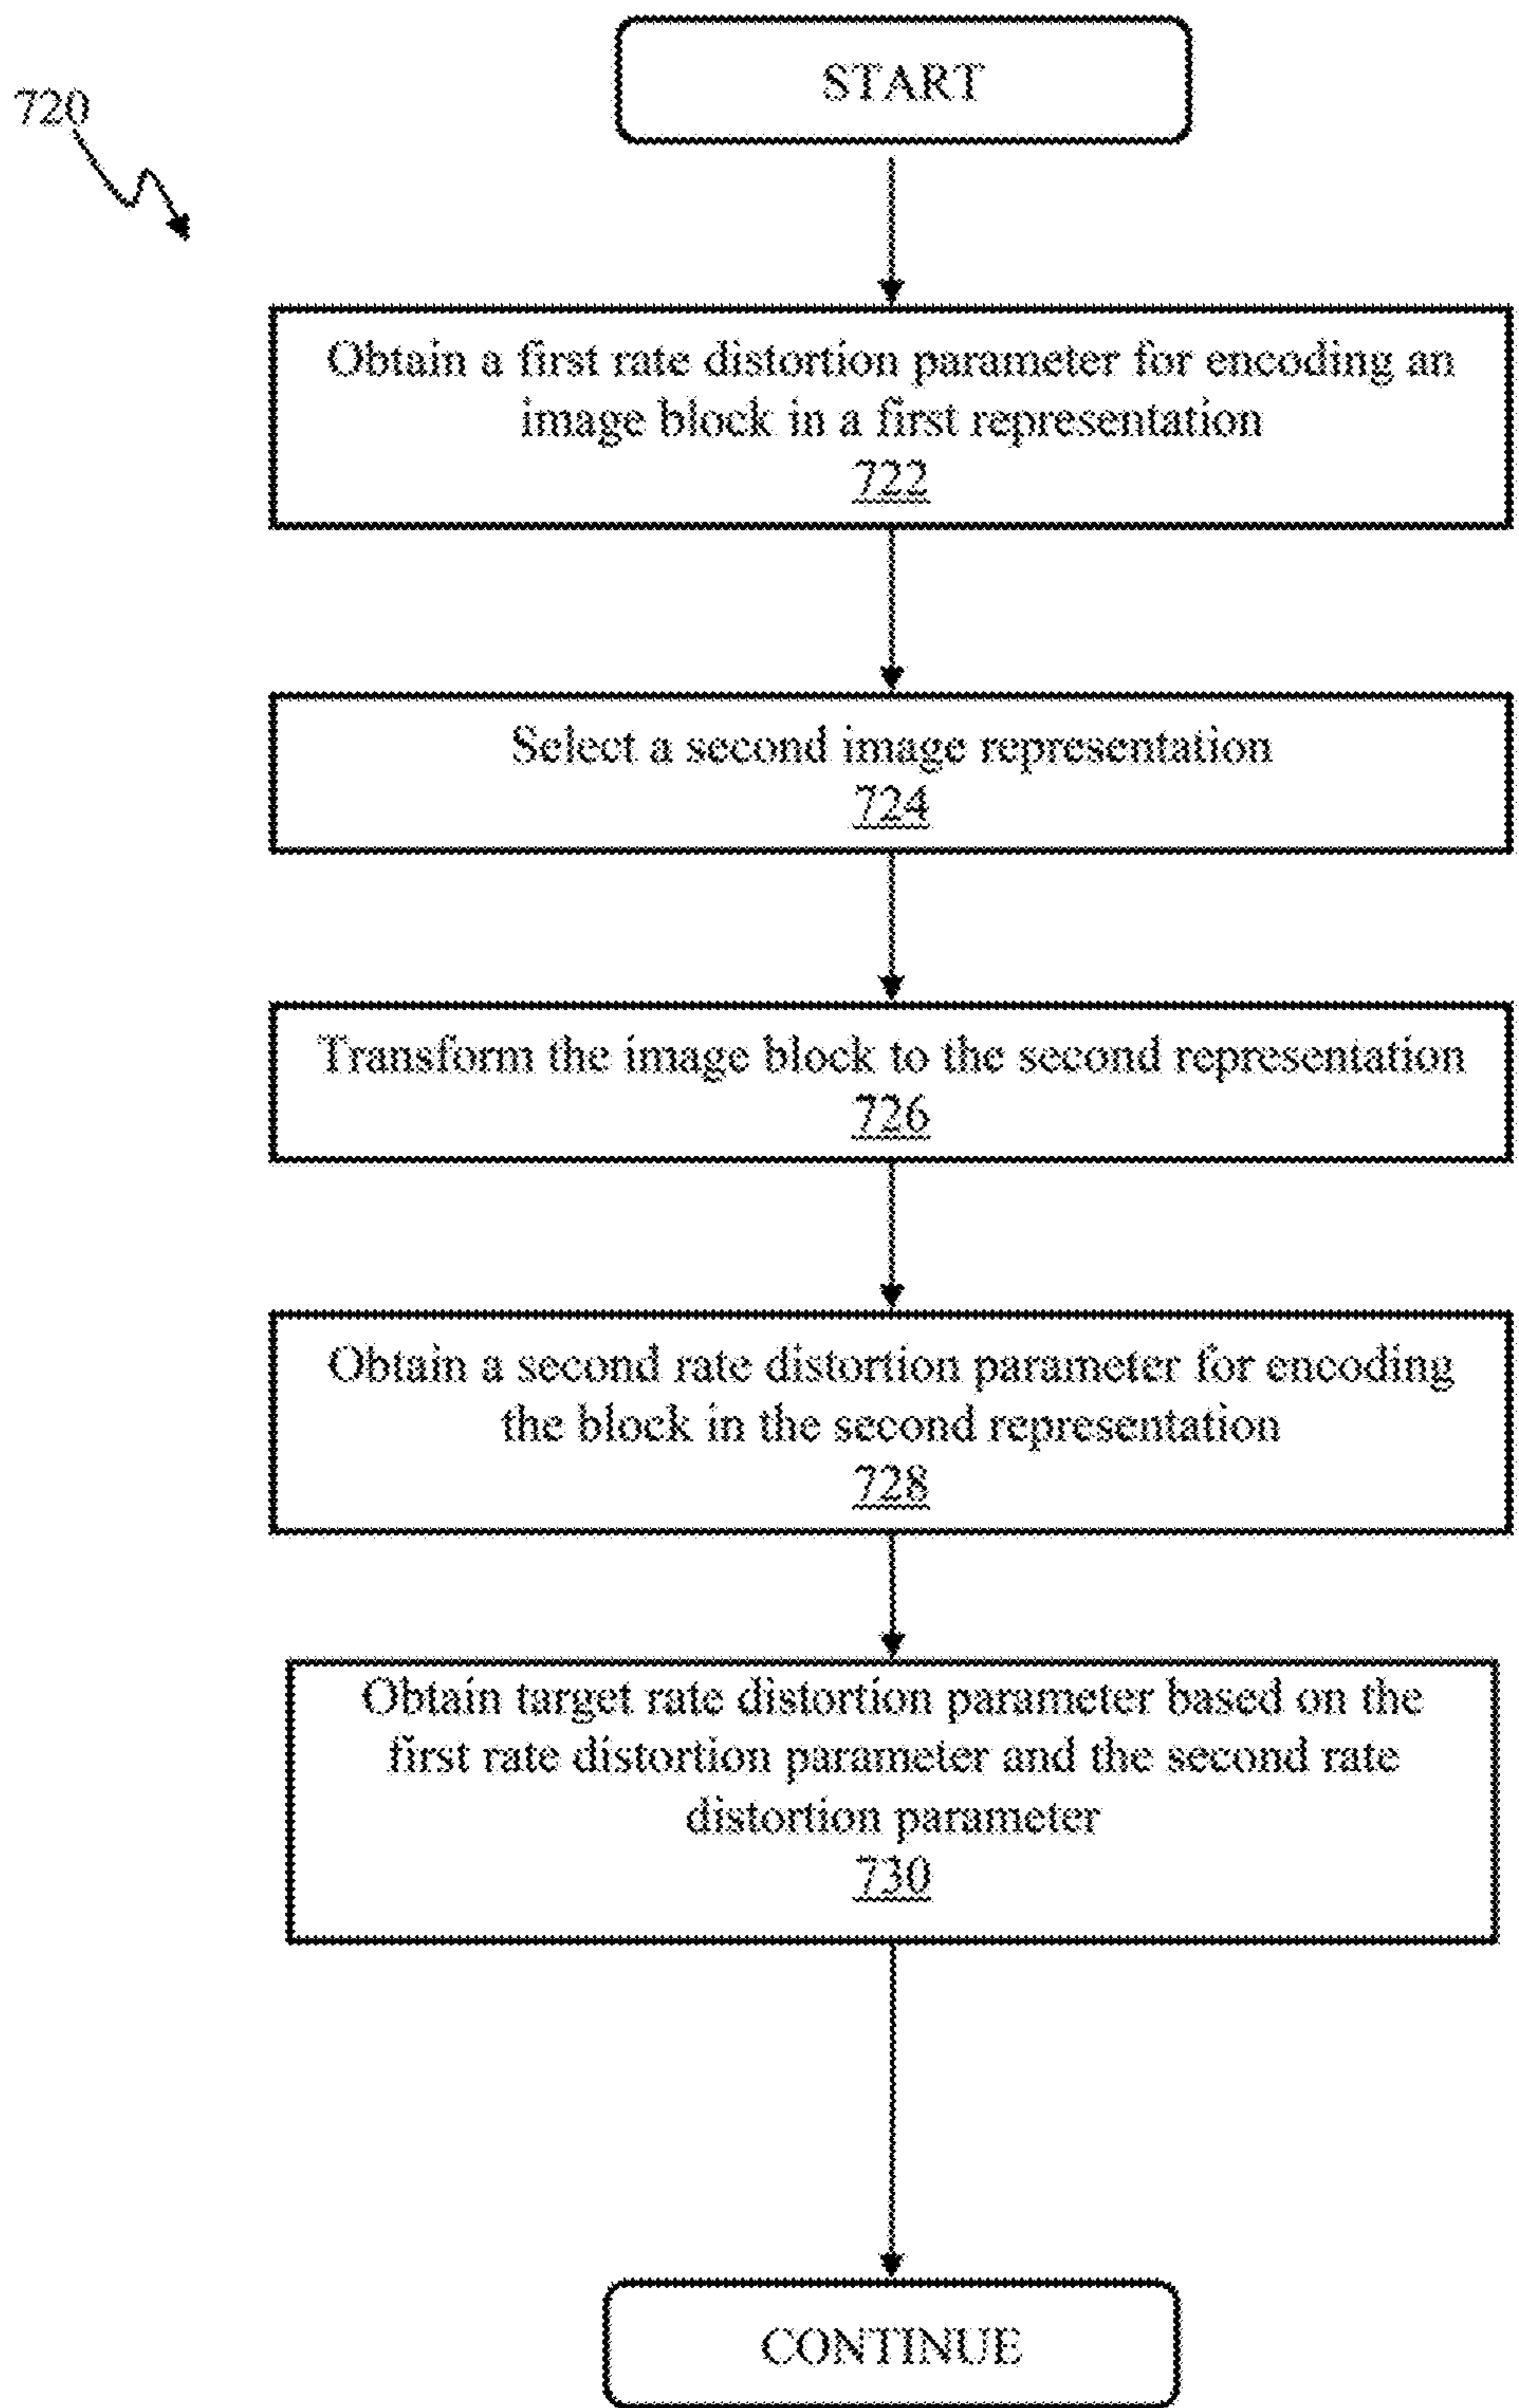 START
720
Obtain a first rate distortion parameter for encoding an
image block in a first representation
722
Select a second image representation
724
Transform the image block to the second representation
726
Obtain a second rate distortion parameter for encoding
the block in the second representation
728
Obtain target rate distortion parameter based on the
first rate distortion parameter and the second rate
distortion parameter
730
CONTINUE